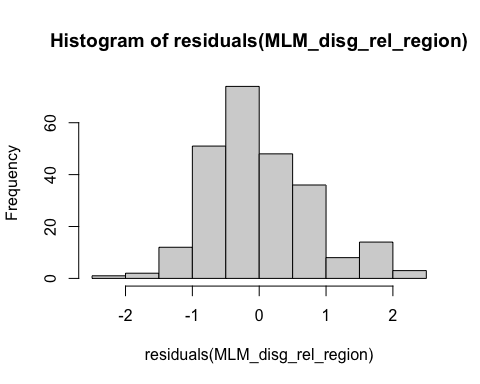 Histogram of residuals(MLM_disg_rel_region)
Frequency
60
40
20
0
-2 -1 0 1 2
residuals(MLM_disg_rel_region)